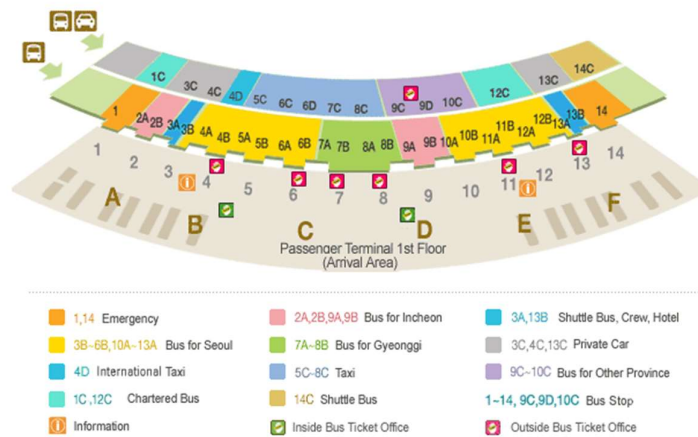 14C
13C
12C
1C
3C
4C
4D
5C
6C
6D
7C
8C
9C
9D
10C
1
2A
2B
3A
3B
4A
4B
5A
5B
6A
6B
7A
7B
8A
8B
9A
9B
10A
10B
11A
11B
12A
12B
13A
13B
14
1
2
3
4
5
6
7
8
9
10
11
12
13
14
A
B
C
D
E
F
Passenger Terminal 1st Floor
(Arrival Area)
1,14 Emergency
2A,2B,9A,9B Bus for Incheon
3A,13B Shuttle Bus, Crew, Hotel
3B~6B,10A~13A Bus for Seoul
7A~8B Bus for Gyeonggi
3C,4C,13C Private Car
4D International Taxi
5C~8C Taxi
9C~10C Bus for Other Province
1C,12C Chartered Bus
14C Shuttle Bus
1~14, 9C,9D,10C Bus Stop
Information
Inside Bus Ticket Office
Outside Bus Ticket Office